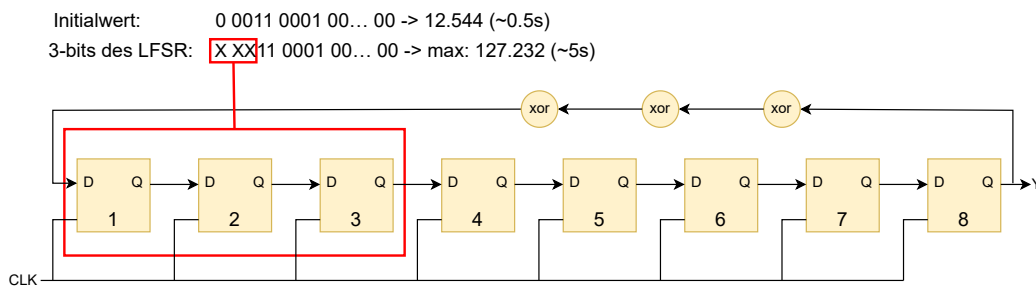 Initialwert: 0 0011 0001 00... 00 -> 12.544 (~0.5s)
3-bits des LFSR: X XX11 0001 00... 00 -> max: 127.232 (~5s)
xor xor xor
D Q D Q D Q D Q D Q D Q D Q D Q Y
1 2 3 4 5 6 7 8
CLK